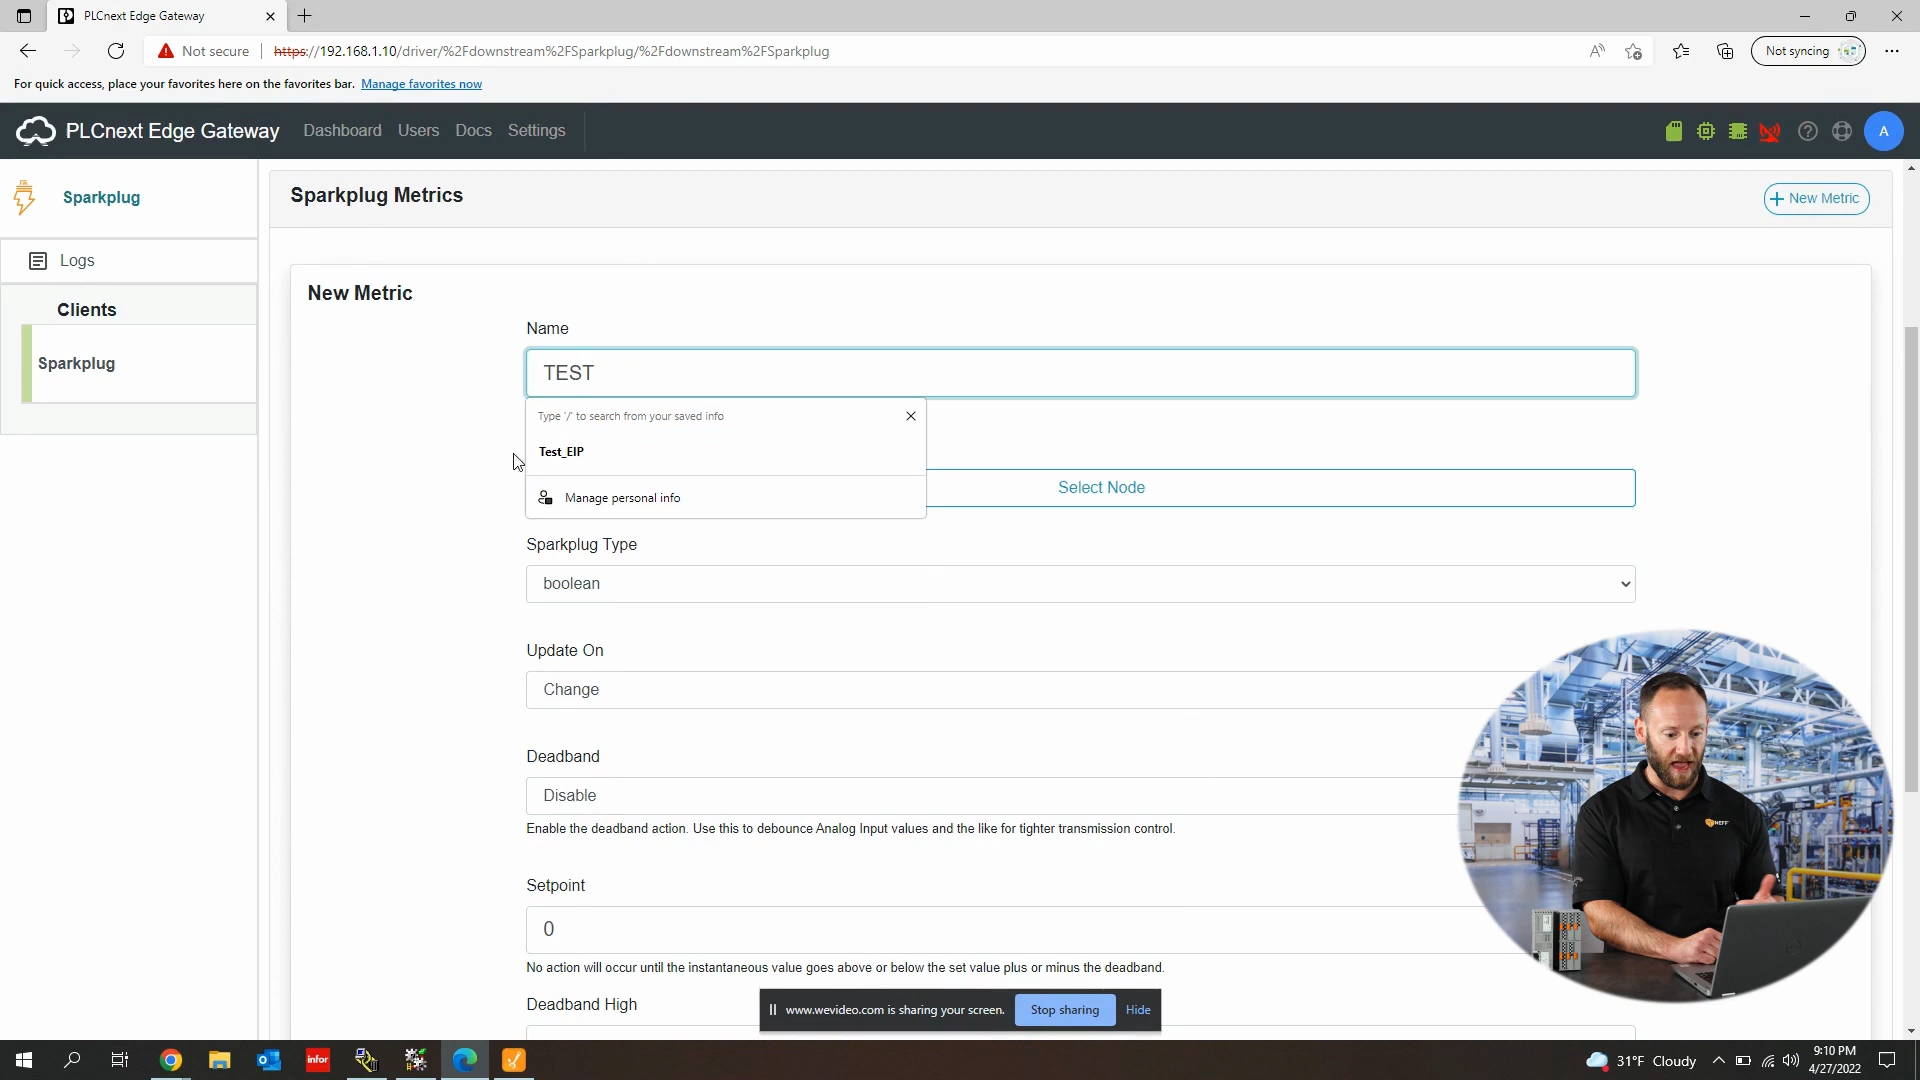 PLCnext Edge Gateway
Not secure
https://192.168.1.10/driver/%2Fdownstream%2FSparkplug/%2Fdownstream%2FSparkplug
Not syncing
For quick access, place your favorites here on the favorites bar. Manage favorites now
PLCnext Edge Gateway
Dashboard
Users
Docs
Settings
A
Sparkplug
Sparkplug Metrics
New Metric
Logs
Clients
Sparkplug
New Metric
Name
TEST
Type '/' to search from your saved info
Test_EIP
Manage personal info
Select Node
Sparkplug Type
boolean
Update On
Change
Deadband
Disable
Enable the deadband action. Use this to debounce Analog Input values and the like for tighter transmission control.
Setpoint
0
No action will occur until the instantaneous value goes above or below the set value plus or minus the deadband.
Deadband High
NEFF
www.wevideo.com is sharing your screen.
Stop sharing
Hide
infor
31°F Cloudy
9:10 PM
4/27/2022